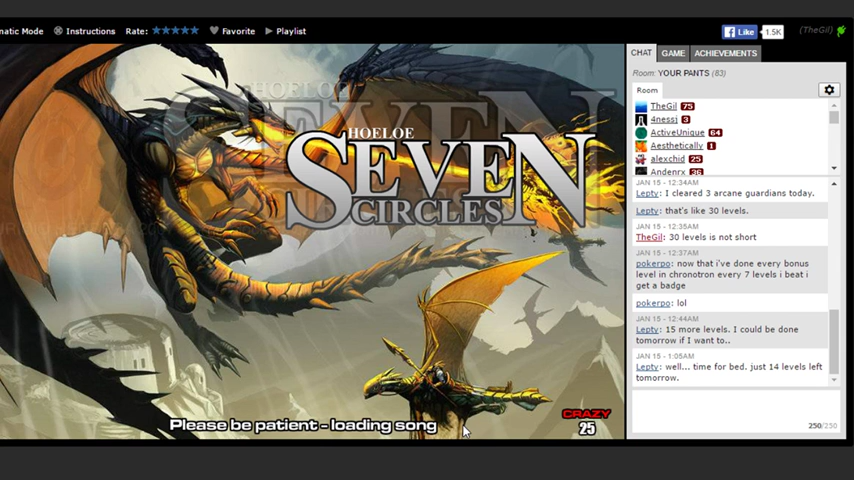 natic Mode Instructions Rate: Favorite Playlist
Like 1.5K
(TheGil)
CHAT GAME ACHIEVEMENTS
Room: YOUR PANTS (83)
Room
TheGil 75
4nessj 3
ActiveUnique 64
Aesthetically 1
alexchid 25
Andenrx 36
JAN 15 - 12:34AM
Lepty: I cleared 3 arcane guardians today.
Lepty: that's like 30 levels.
JAN 15 - 12:35AM
TheGil: 30 levels is not short
JAN 15 - 12:37AM
pokerpo: now that i've done every bonus
level in chronotron every 7 levels i beat i
get a badge
pokerpo: lol
JAN 15 - 12:44AM
Lepty: 15 more levels. I could be done
tomorrow if I want to..
JAN 15 - 1:05AM
Lepty: well... time for bed. just 14 levels left
tomorrow.
250/250
HOELOE
SEVEN
CIRCLES
Please be patient - loading song
CRAZY
25